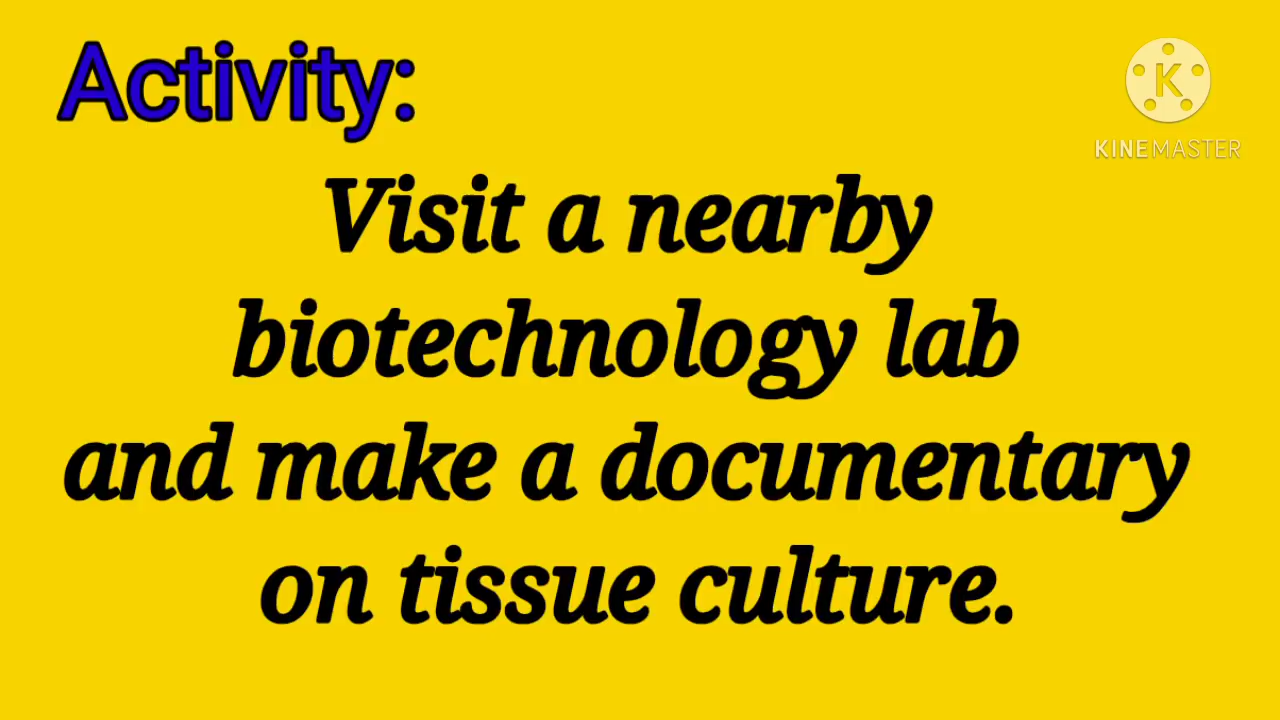 Activity:
KINEMASTER
Visit a nearby
biotechnology lab
and make a documentary
on tissue culture.